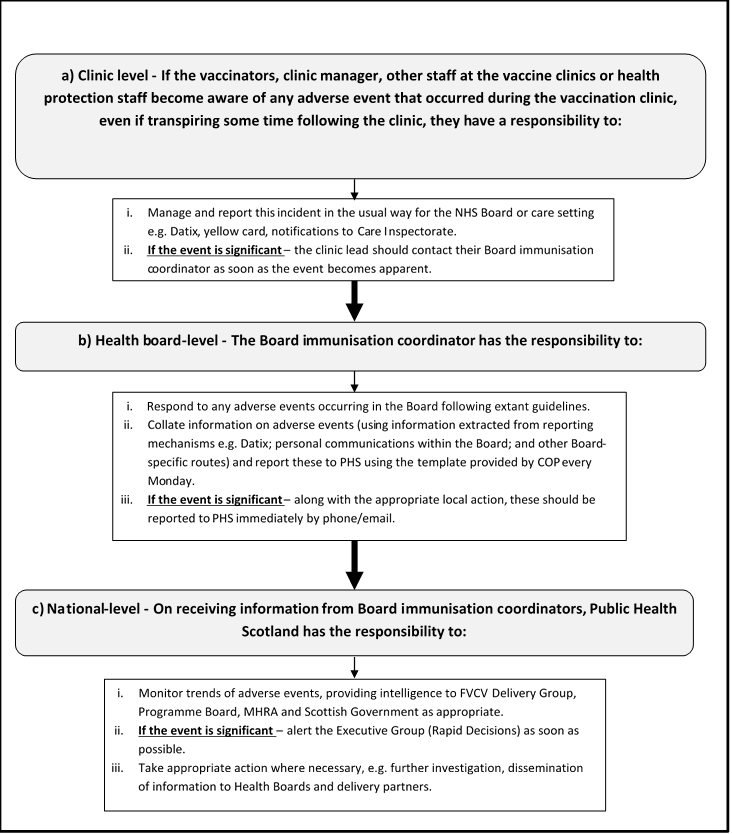 a) Clinic level - If the vaccinators, clinic manager, other staff at the vaccine clinics or health
protection staff become aware of any adverse event that occurred during the vaccination clinic,
even if transpiring some time following the clinic, they have a responsibility to:
i. Manage and report this incident in the usual way for the NHS Board or care setting
e.g. Datix, yellow card, notifications to Care Inspectorate.
ii. If the event is significant – the clinic lead should contact their Board immunisation
coordinator as soon as the event becomes apparent.
b) Health board-level - The Board immunisation coordinator has the responsibility to:
i. Respond to any adverse events occurring in the Board following extant guidelines.
ii. Collate information on adverse events (using information extracted from reporting
mechanisms e.g. Datix; personal communications within the Board; and other Board-
specific routes) and report these to PHS using the template provided by COP every
Monday.
iii. If the event is significant – along with the appropriate local action, these should be
reported to PHS immediately by phone/email.
c) National-level - On receiving information from Board immunisation coordinators, Public Health
Scotland has the responsibility to:
i. Monitor trends of adverse events, providing intelligence to FVCV Delivery Group,
Programme Board, MHRA and Scottish Government as appropriate.
ii. If the event is significant – alert the Executive Group (Rapid Decisions) as soon as
possible.
iii. Take appropriate action where necessary, e.g. further investigation, dissemination
of information to Health Boards and delivery partners.